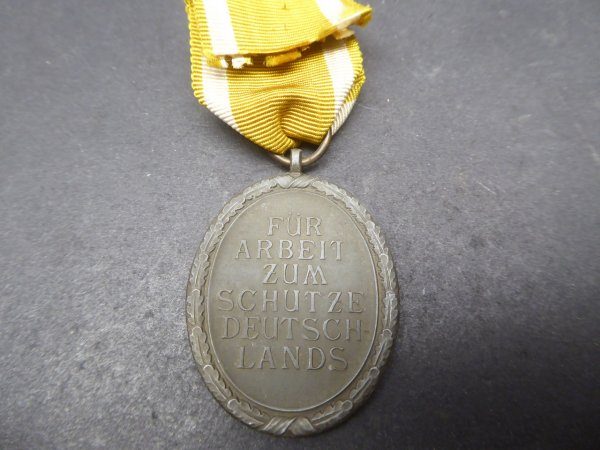 FÜR
ARBEIT
ZUM
SCHUTZE
DEUTSCH-
LANDS